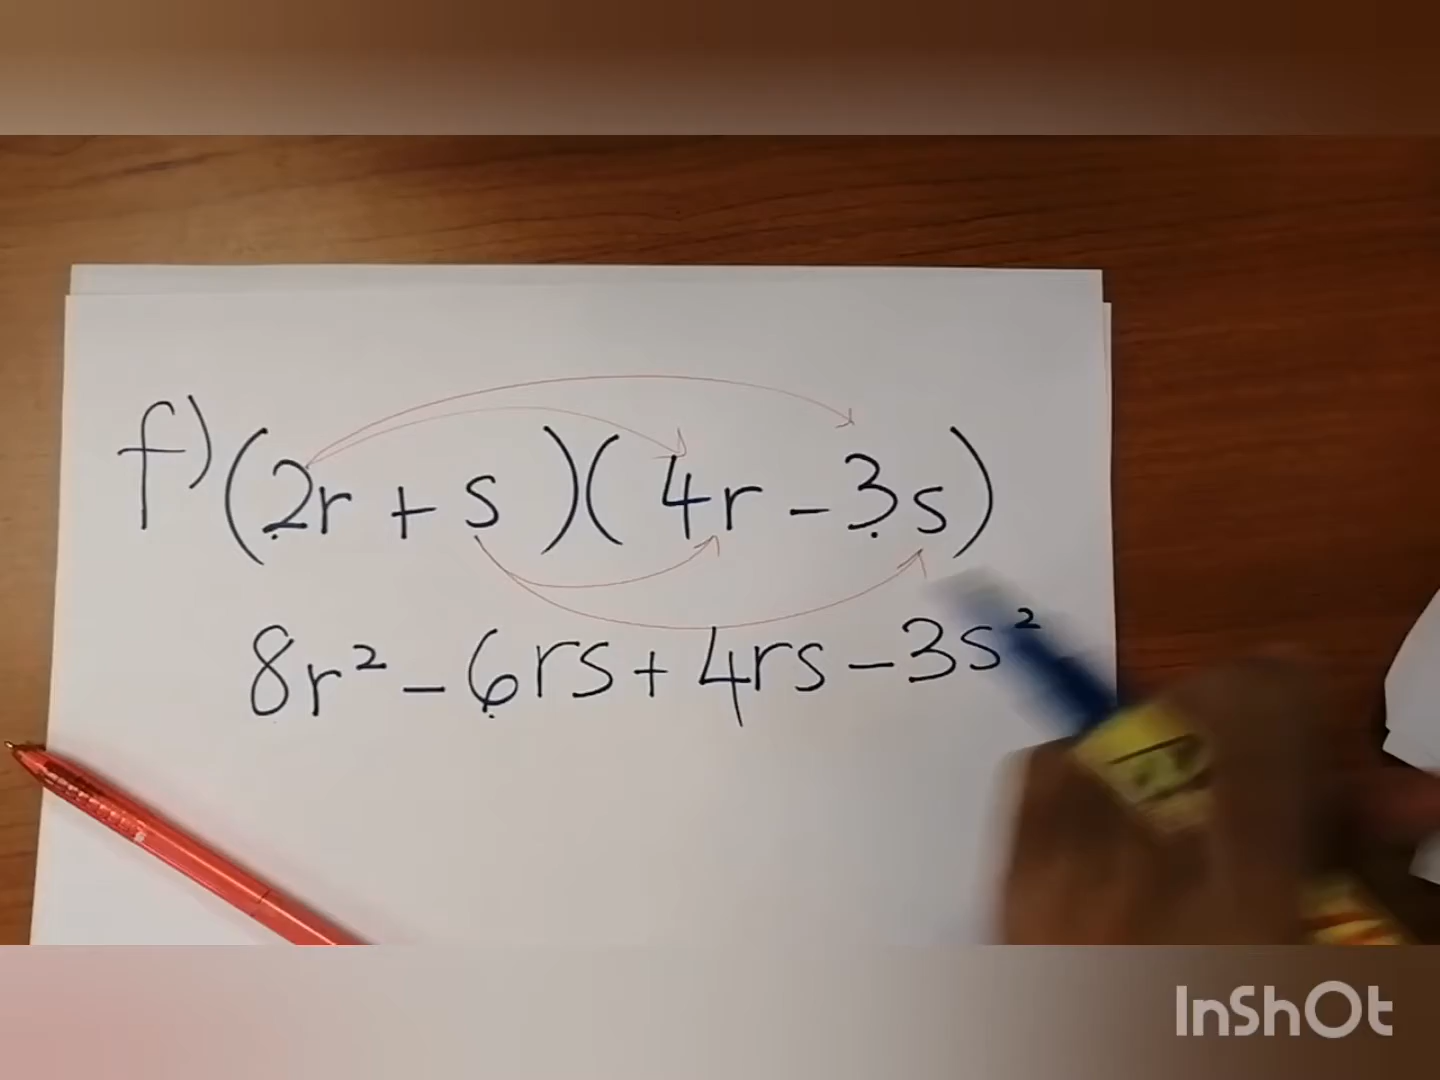 f) (2r + s)(4r - 3s)
8r² - 6rs + 4rs - 3s²
InShOt